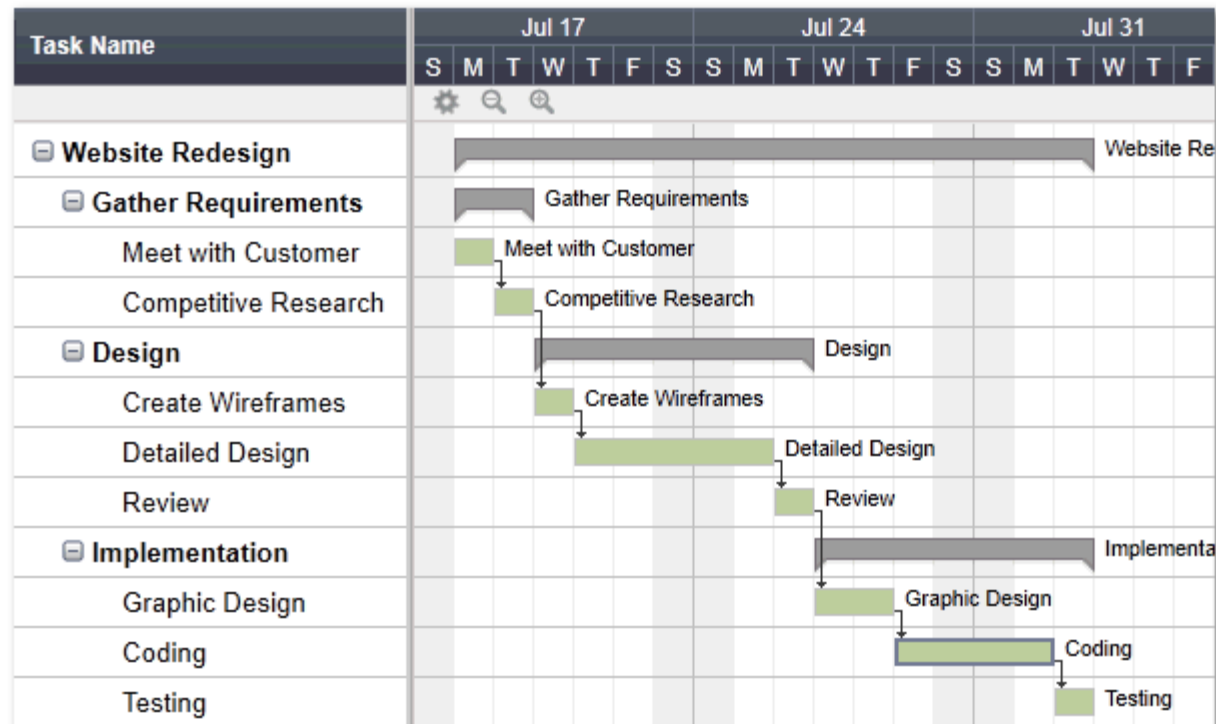 Task Name
Jul 17 Jul 24 Jul 31
S M T W T F S S M T W T F S S M T W T F
Website Redesign Website Re
Gather Requirements Gather Requirements
Meet with Customer Meet with Customer
Competitive Research Competitive Research
Design Design
Create Wireframes Create Wireframes
Detailed Design Detailed Design
Review Review
Implementation Implementa
Graphic Design Graphic Design
Coding Coding
Testing Testing